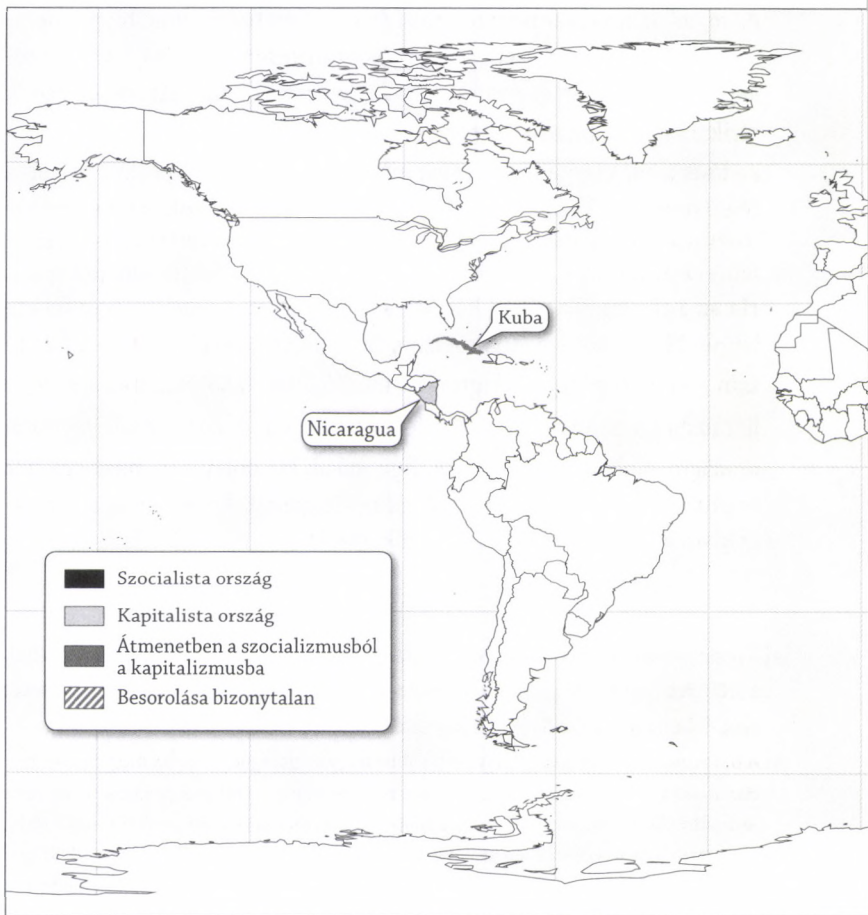 Kuba
Nicaragua
Szocialista ország
Kapitalista ország
Átmenetben a szocializmusból
a kapitalizmusba
Besorolása bizonytalan